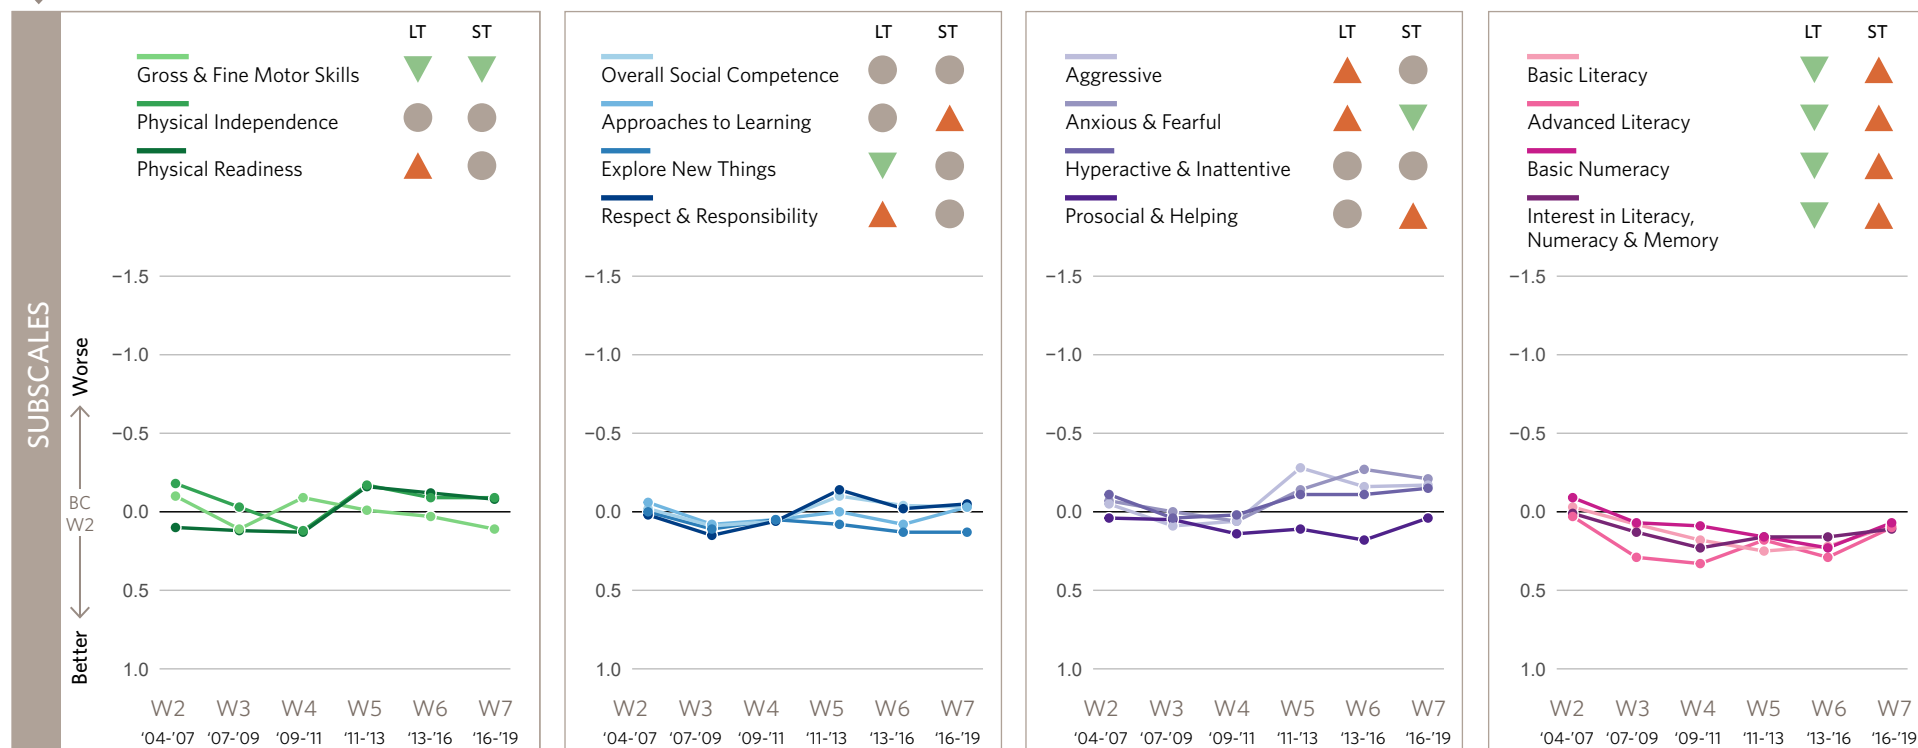 SUBSCALES
Worse
BC
W2
Better
LT ST
Gross & Fine Motor Skills
Physical Independence
Physical Readiness
−1.5
−1.0
−0.5
0.0
0.5
1.0
W2 W3 W4 W5 W6 W7
‘04-’07 ‘07-’09 ‘09-’11 ‘11-’13 ‘13-’16 ‘16-’19
LT ST
Overall Social Competence
Approaches to Learning
Explore New Things
Respect & Responsibility
−1.5
−1.0
−0.5
0.0
0.5
1.0
W2 W3 W4 W5 W6 W7
‘04-’07 ‘07-’09 ‘09-’11 ‘11-’13 ‘13-’16 ‘16-’19
LT ST
Aggressive
Anxious & Fearful
Hyperactive & Inattentive
Prosocial & Helping
−1.5
−1.0
−0.5
0.0
0.5
1.0
W2 W3 W4 W5 W6 W7
‘04-’07 ‘07-’09 ‘09-’11 ‘11-’13 ‘13-’16 ‘16-’19
LT ST
Basic Literacy
Advanced Literacy
Basic Numeracy
Interest in Literacy,
Numeracy & Memory
−1.5
−1.0
−0.5
0.0
0.5
1.0
W2 W3 W4 W5 W6 W7
‘04-’07 ‘07-’09 ‘09-’11 ‘11-’13 ‘13-’16 ‘16-’19